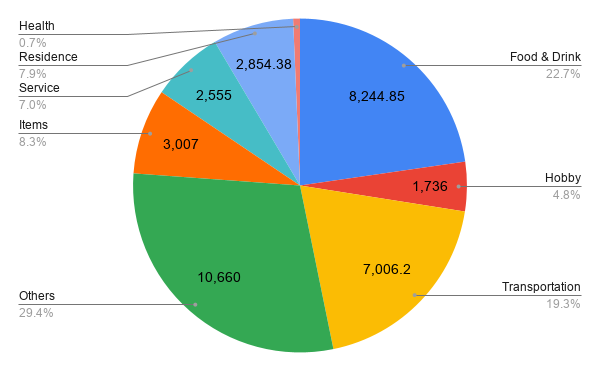 Health
0.7%
Residence
7.9%
Service
7.0%
Items
8.3%
Others
29.4%
Food & Drink
22.7%
Hobby
4.8%
Transportation
19.3%
2,854.38
2,555
3,007
10,660
8,244.85
1,736
7,006.2